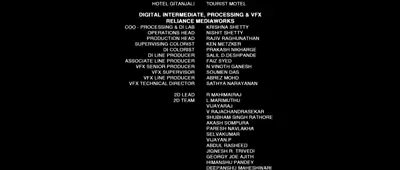 HOTEL GITANJALI TOURIST MOTEL
DIGITAL INTERMEDIATE, PROCESSING & VFX
RELIANCE MEDIAWORKS
COO - PROCESSING & DI LAB KRISHNA SHETTY
OPERATIONS HEAD NISHIT SHETTY
PROCESSING HEAD RAJIV RAGHUNATHAN
SUPERVISING COLORIST KEN METZKER
DI COLORIST PRAKASH NIKHARGE
DI LINE PRODUCER SALIL D.DESHPANDE
ASSOCIATE LINE PRODUCER FAIZ SYED
VFX SENIOR PRODUCER N VINOTH GANESH
VFX SUPERVISOR SOUMEN DAS
VFX LINE PRODUCER ABREZ MOHD
VFX TECHNICAL DIRECTOR SATHYA NARAYANAN
2D LEAD R MAHIMAIRAJ
2D TEAM L MARIMUTHU
VIJAYARAJ
V RAJACHANDRASEKAR
SHUBHAM SINGH RATHORE
AKASH SOMPURA
PARESH NAVLAKHA
SELVAKUMAR
VIJAYAN P
ABDUL RASHEED
JIGNESH R. TRIVEDI
GEORGY JOE AJITH
HIMANSHU PANDEY
DEEPANSHU MAHESHWARI